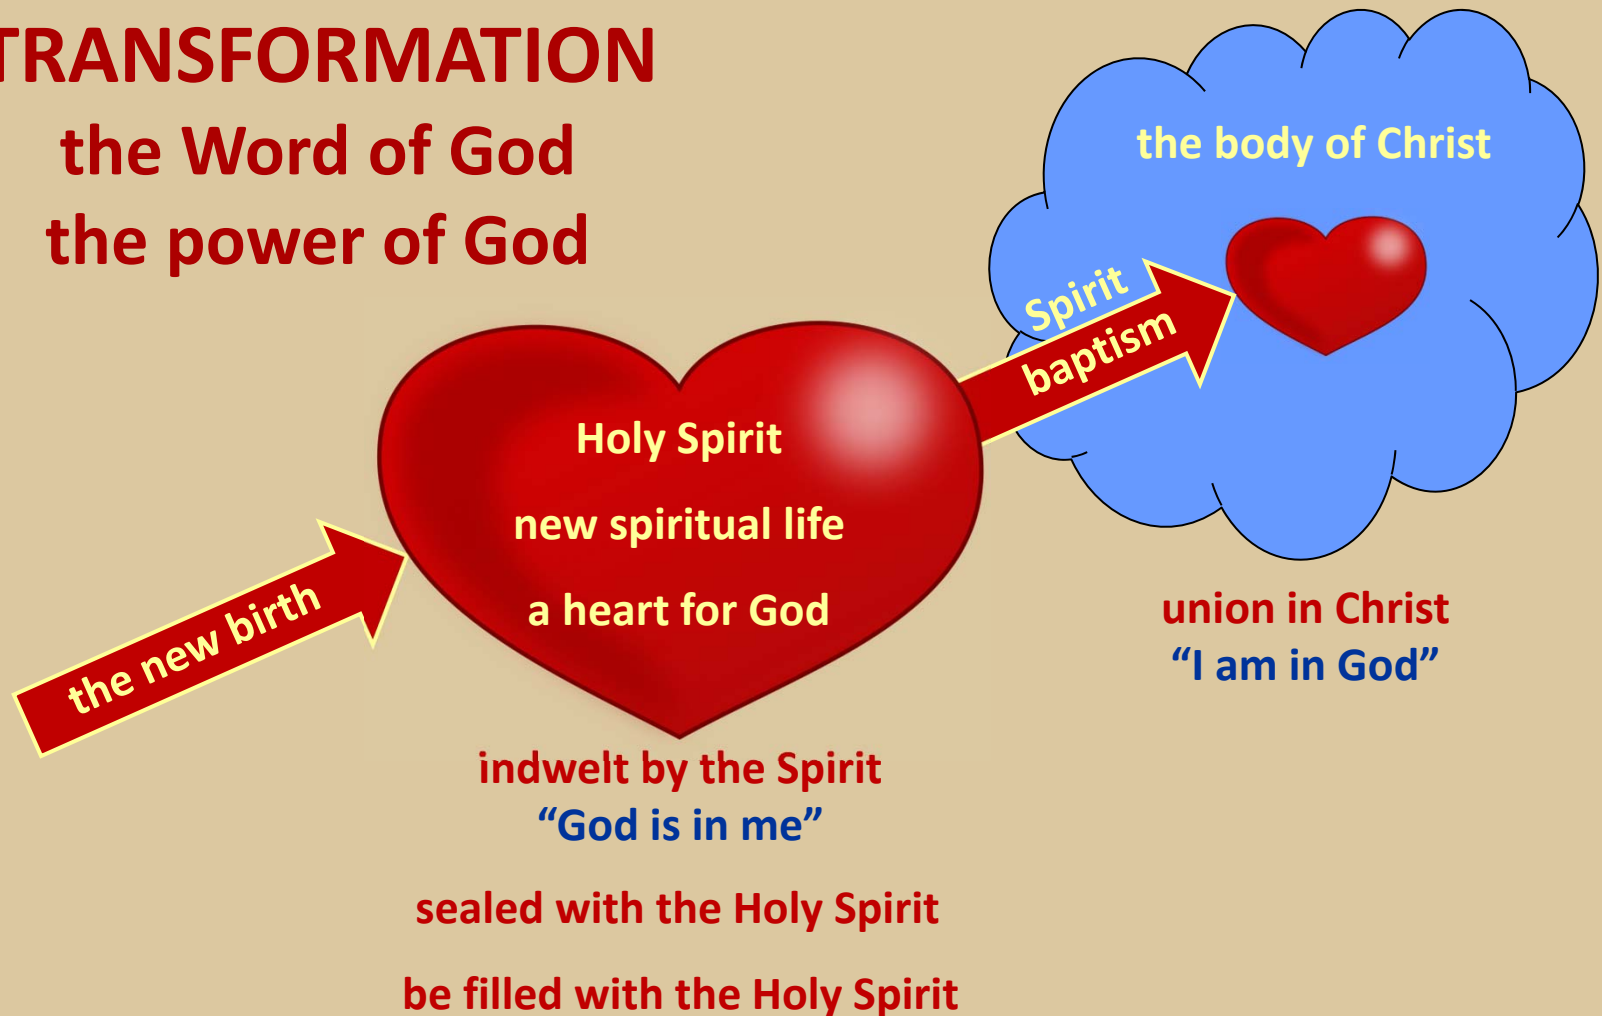 TRANSFORMATION
the Word of God
the power of God
the body of Christ
Spirit
baptism
Holy Spirit
new spiritual life
a heart for God
the new birth
union in Christ
“I am in God”
indwelt by the Spirit
“God is in me”
sealed with the Holy Spirit
be filled with the Holy Spirit